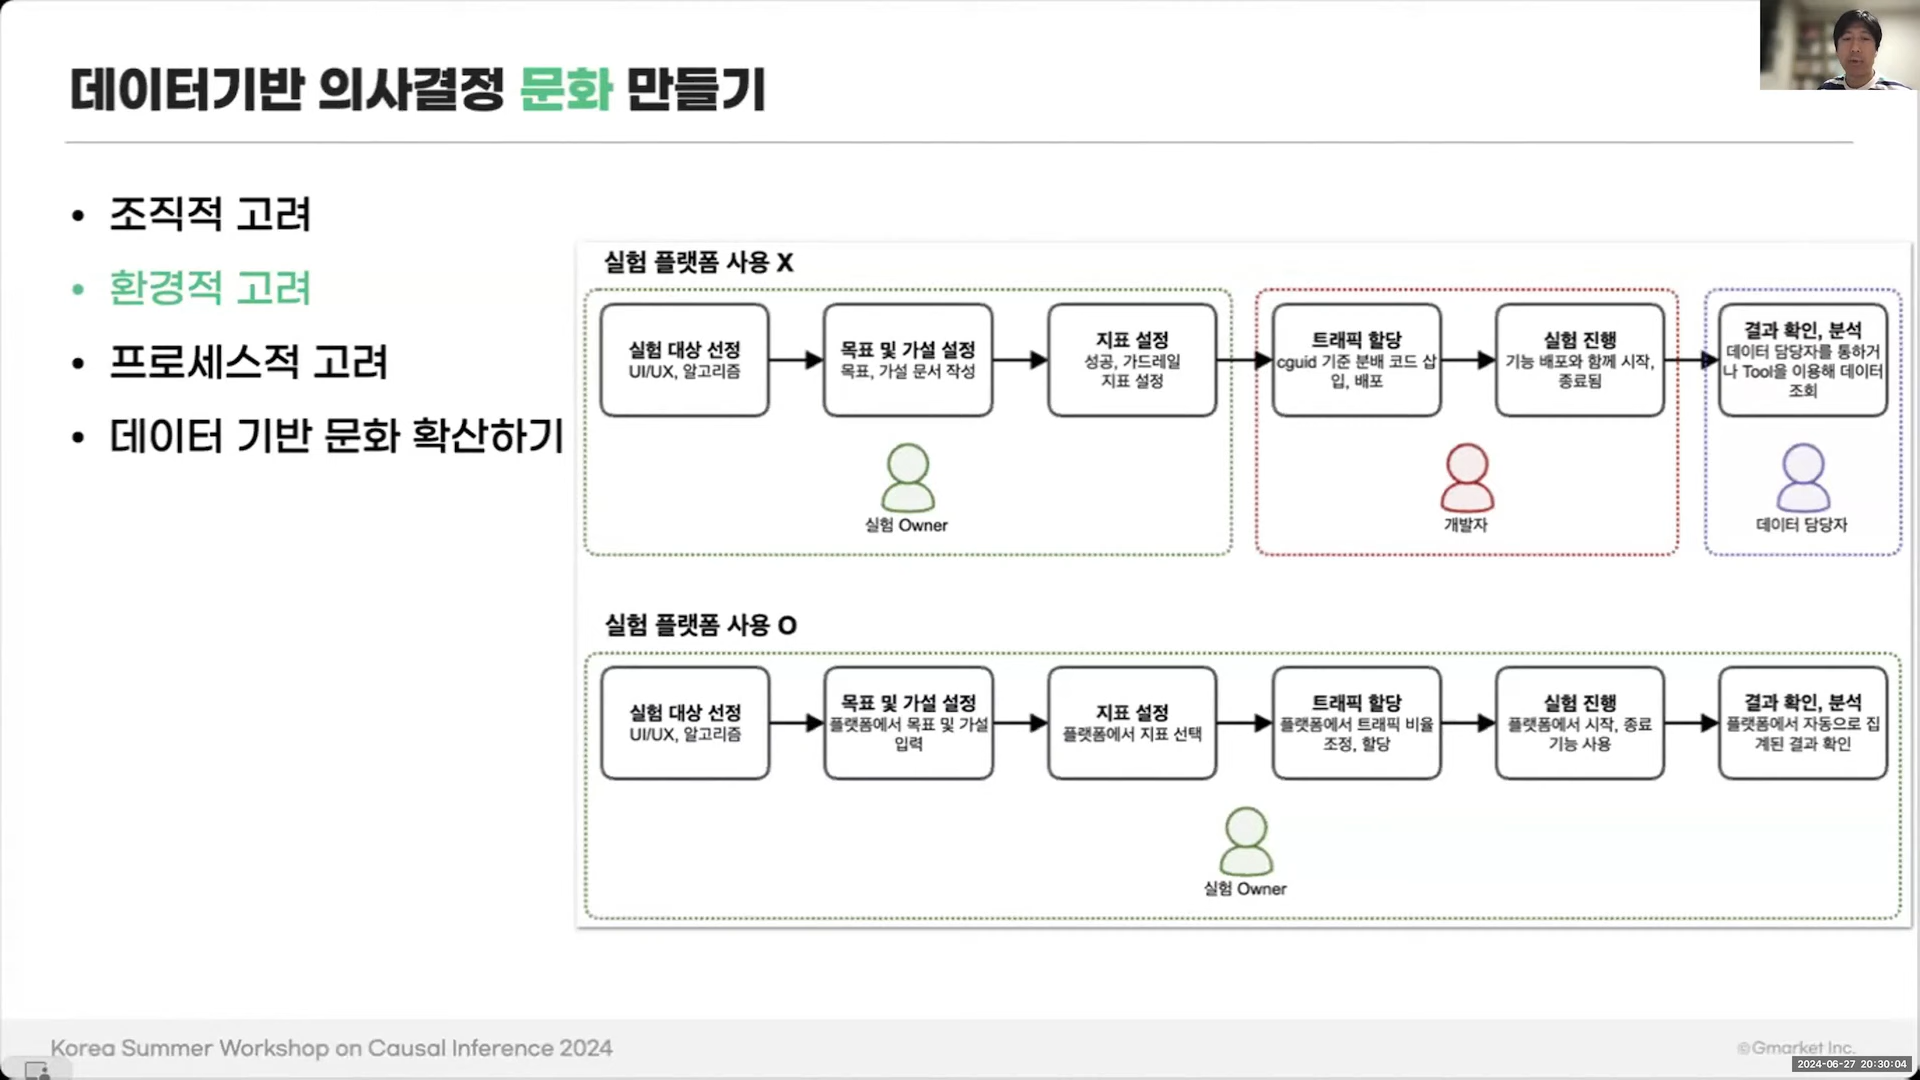 데이터기반 의사결정 문화 만들기
• 조직적 고려
• 환경적 고려
• 프로세스적 고려
• 데이터 기반 문화 확산하기
실험 플랫폼 사용 X
실험 대상 선정
UI/UX, 알고리즘
목표 및 가설 설정
목표, 가설 문서 작성
지표 설정
성공, 가드레일
지표 설정
트래픽 할당
cguid 기준 분배 코드 삽
입, 배포
실험 진행
기능 배포와 함께 시작,
종료됨
결과 확인, 분석
데이터 담당자를 통하거
나 Tool을 이용해 데이터
조회
실험 Owner
개발자
데이터 담당자
실험 플랫폼 사용 O
실험 대상 선정
UI/UX, 알고리즘
목표 및 가설 설정
플랫폼에서 목표 및 가설
입력
지표 설정
플랫폼에서 지표 선택
트래픽 할당
플랫폼에서 트래픽 비율
조정, 할당
실험 진행
플랫폼에서 시작, 종료
기능 사용
결과 확인, 분석
플랫폼에서 자동으로 집
계된 결과 확인
실험 Owner
Korea Summer Workshop on Causal Inference 2024
©Gmarket Inc.
2024-06-27 20:30:04